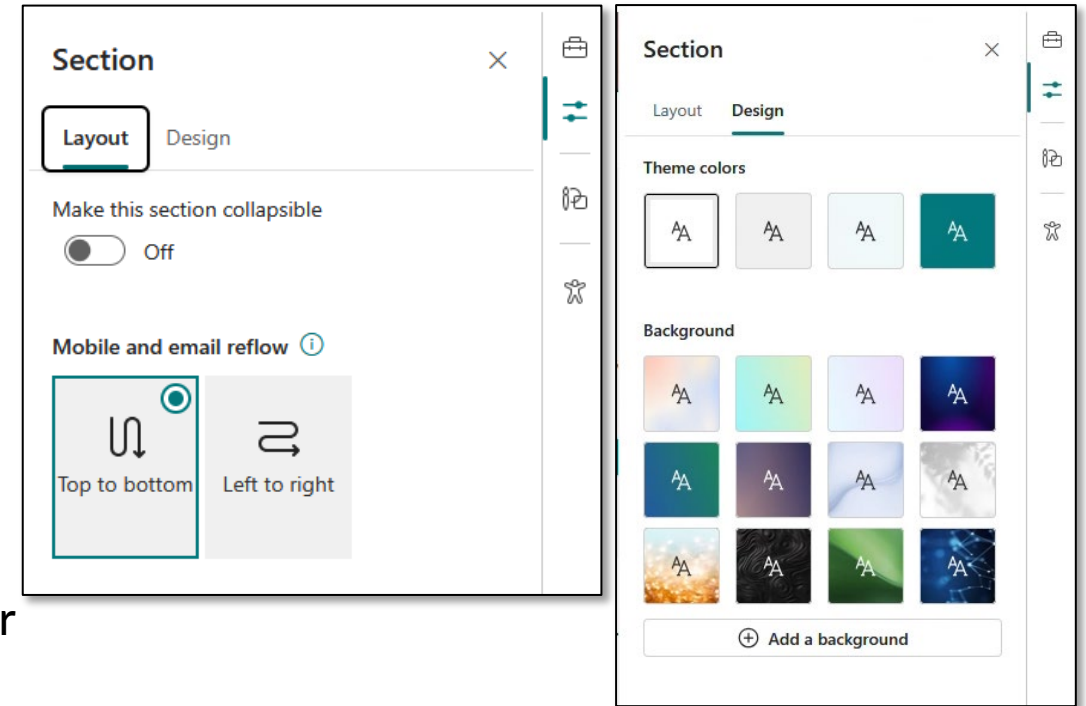 Section
Layout Design
Make this section collapsible
Off
Mobile and email reflow
Top to bottom Left to right
r
Section
Layout Design
Theme colors
AA AA AA AA
Background
AA AA AA AA
AA AA AA AA
AA AA AA AA
Add a background